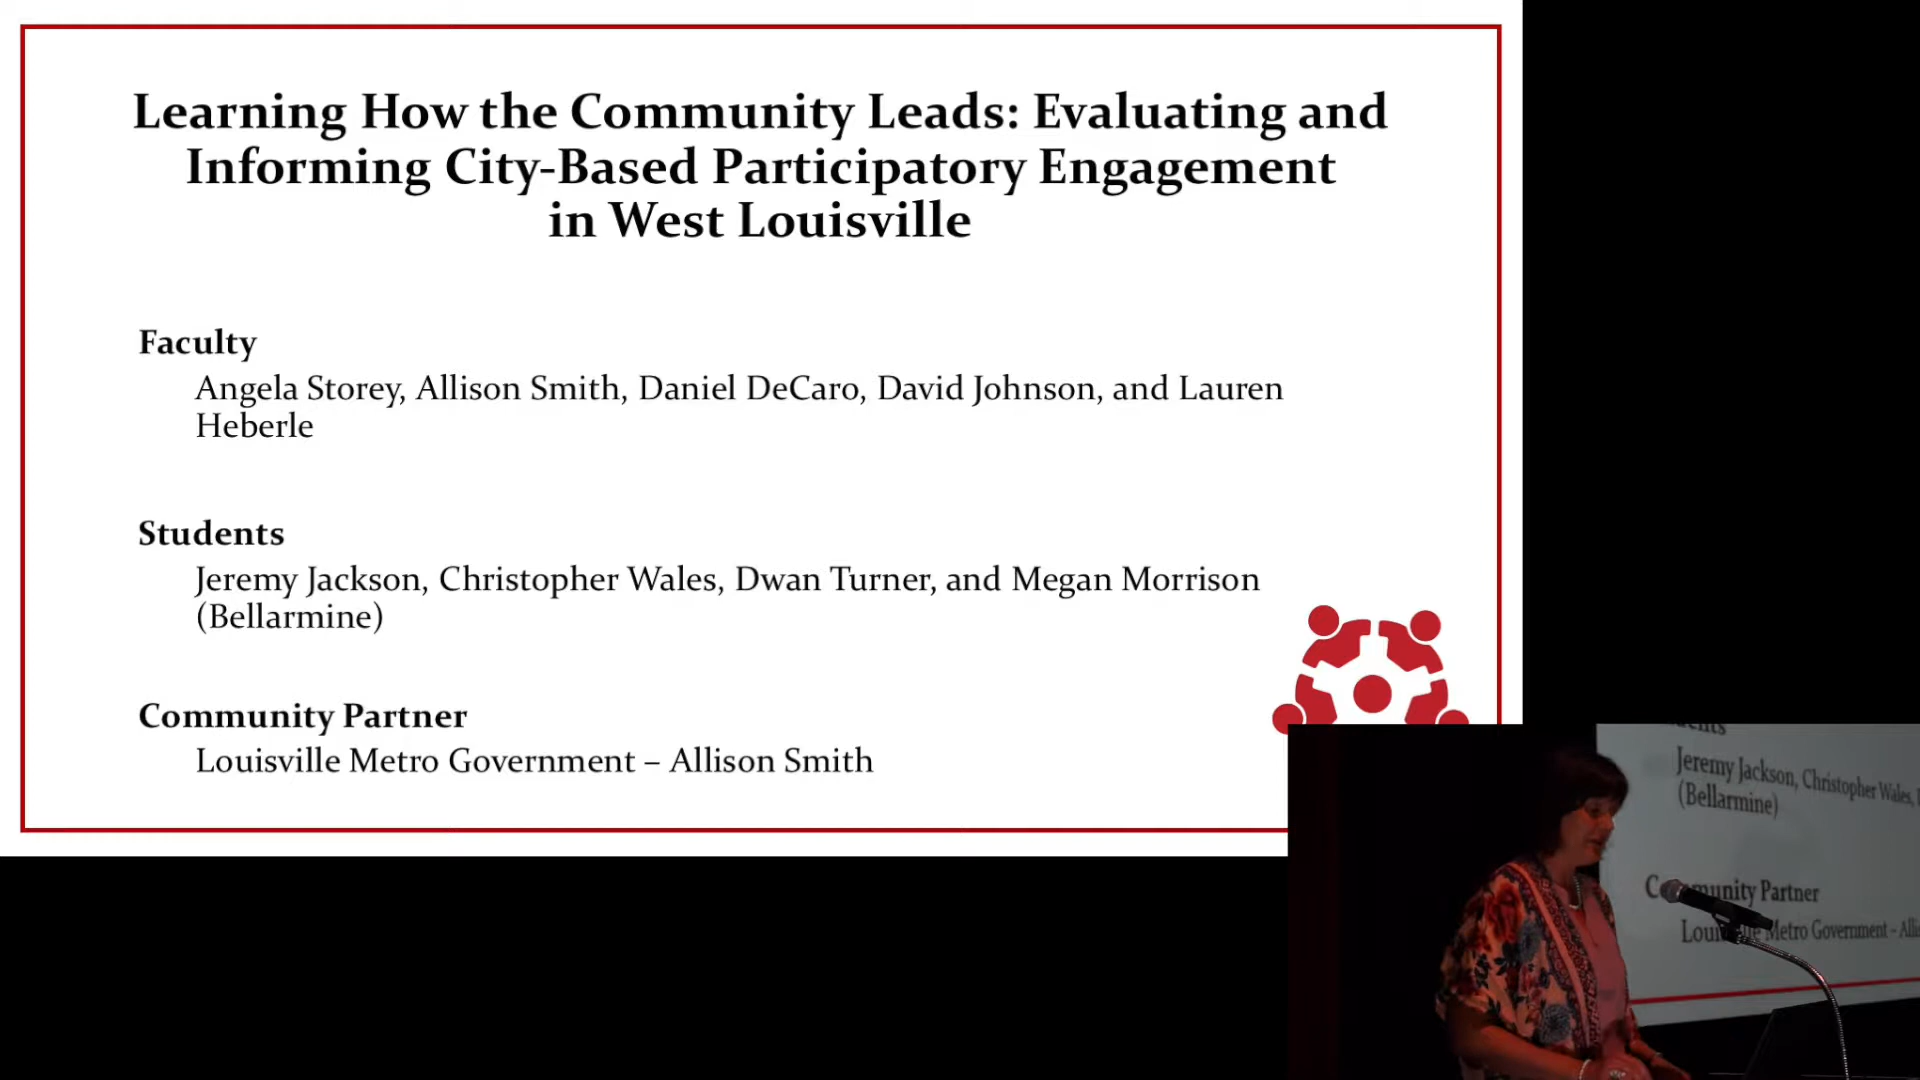 Learning How the Community Leads: Evaluating and
Informing City-Based Participatory Engagement
in West Louisville
Faculty
Angela Storey, Allison Smith, Daniel DeCaro, David Johnson, and Lauren
Heberle
Students
Jeremy Jackson, Christopher Wales, Dwan Turner, and Megan Morrison
(Bellarmine)
Community Partner
Louisville Metro Government – Allison Smith
Jeremy Jackson, Christopher Wales,
(Bellarmine)
Partner
Metro Government –